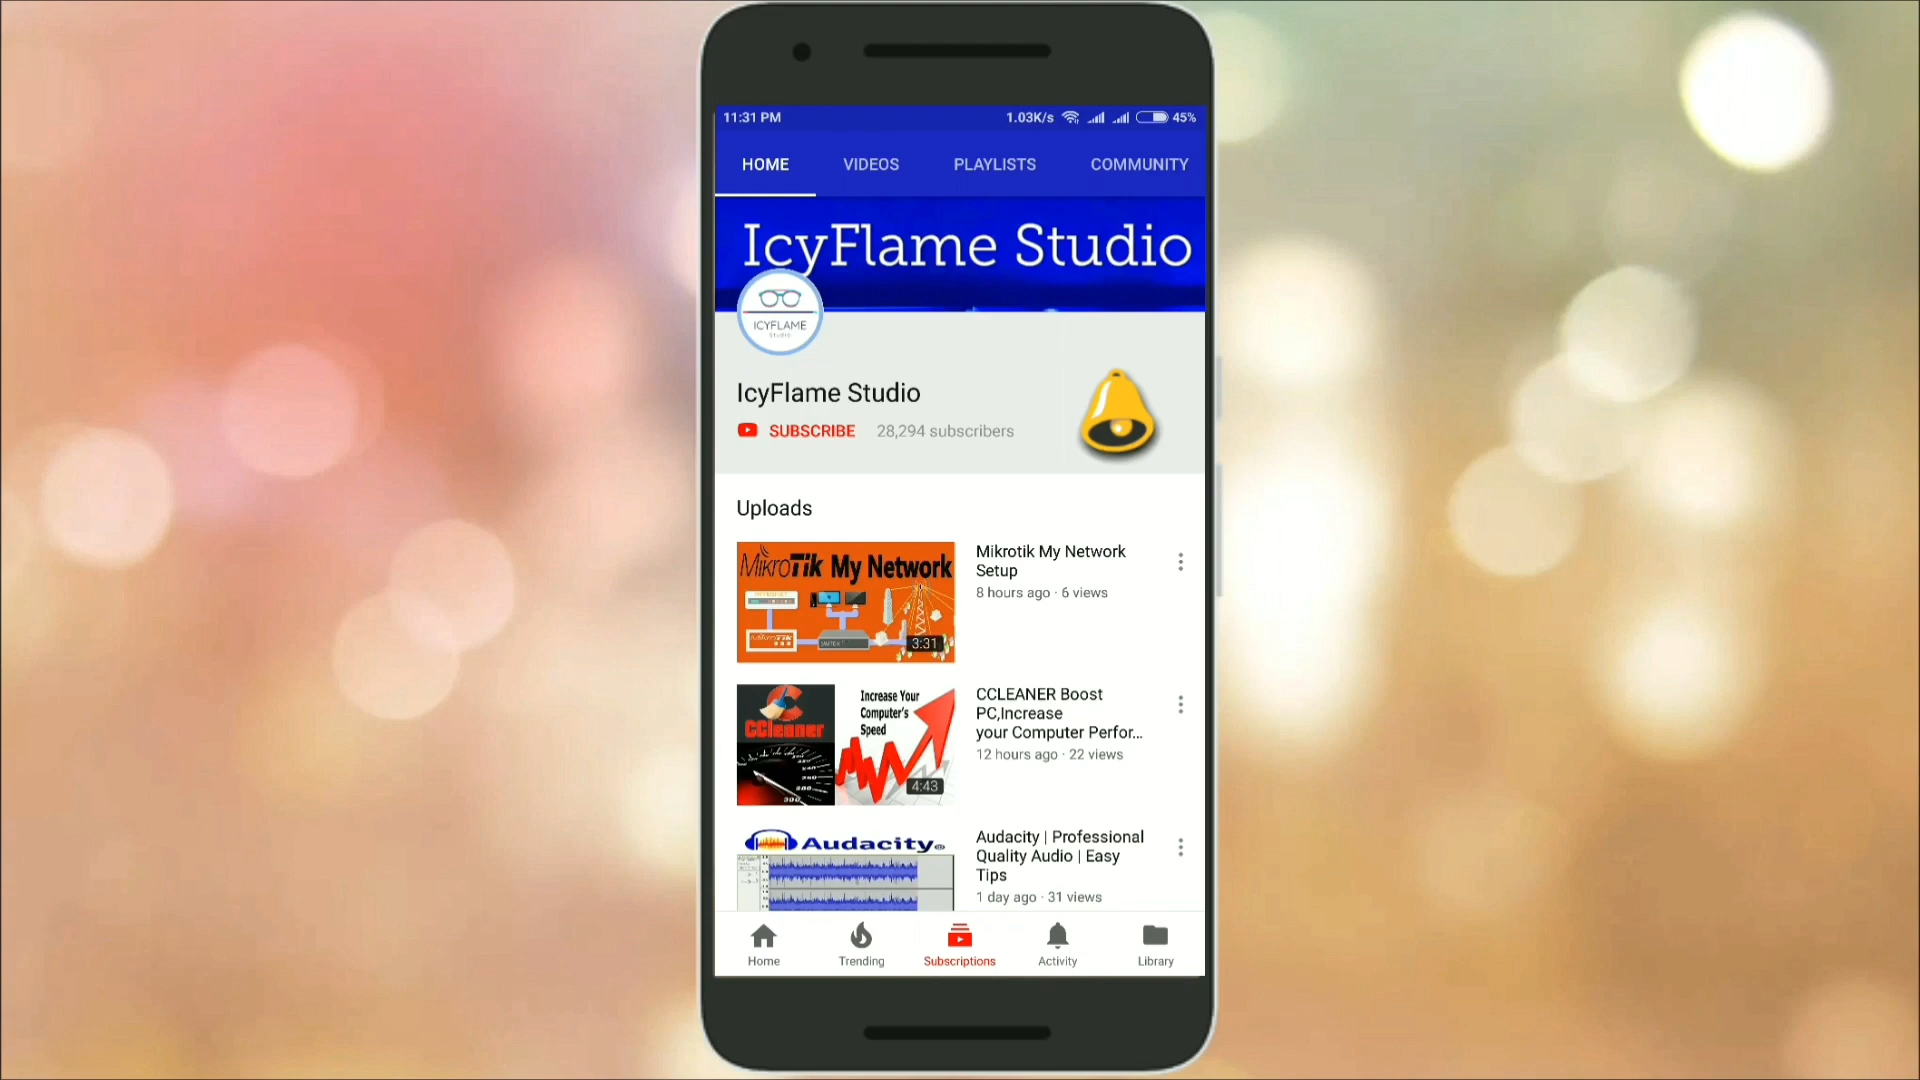 11:31 PM 1.03K/s 45%
HOME VIDEOS PLAYLISTS COMMUNITY
IcyFlame Studio
ICYFLAME
Studio
IcyFlame Studio
SUBSCRIBE 28,294 subscribers
Uploads
MikroTik My Network
3:31
Mikrotik My Network
Setup
8 hours ago · 6 views
CCleaner
Increase Your
Computer's
Speed
4:43
CCLEANER Boost
PC,Increase
your Computer Perfor...
12 hours ago · 22 views
Audacity
Audacity | Professional
Quality Audio | Easy
Tips
1 day ago · 31 views
Home Trending Subscriptions Activity Library